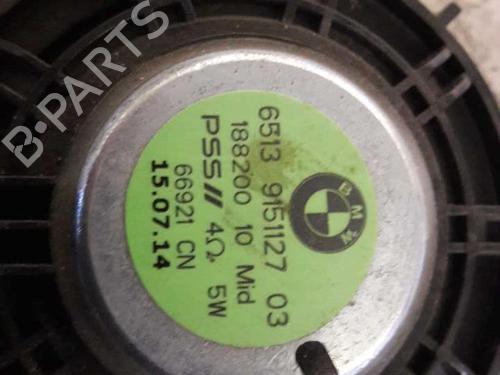 B-PARTS
BMW
6513 9151127 03
188200 10 Mid
PSS// 4Ω 5W
66921 CN
15.07.14